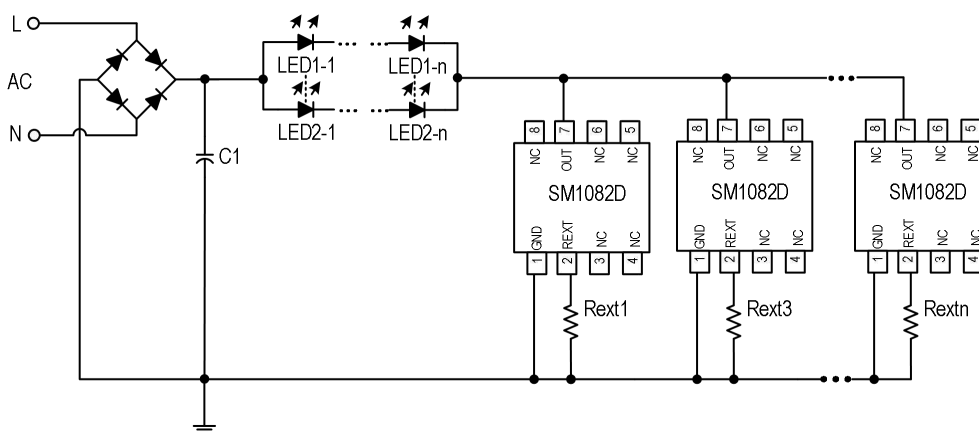 L
AC
N
C1
LED1-1
LED1-n
LED2-1
LED2-n
8 7 6 5
NC OUT NC NC
SM1082D
GND REXT NC NC
1 2 3 4
Rext1
8 7 6 5
NC OUT NC NC
SM1082D
GND REXT NC NC
1 2 3 4
Rext3
8 7 6 5
NC OUT NC NC
SM1082D
GND REXT NC NC
1 2 3 4
Rextn